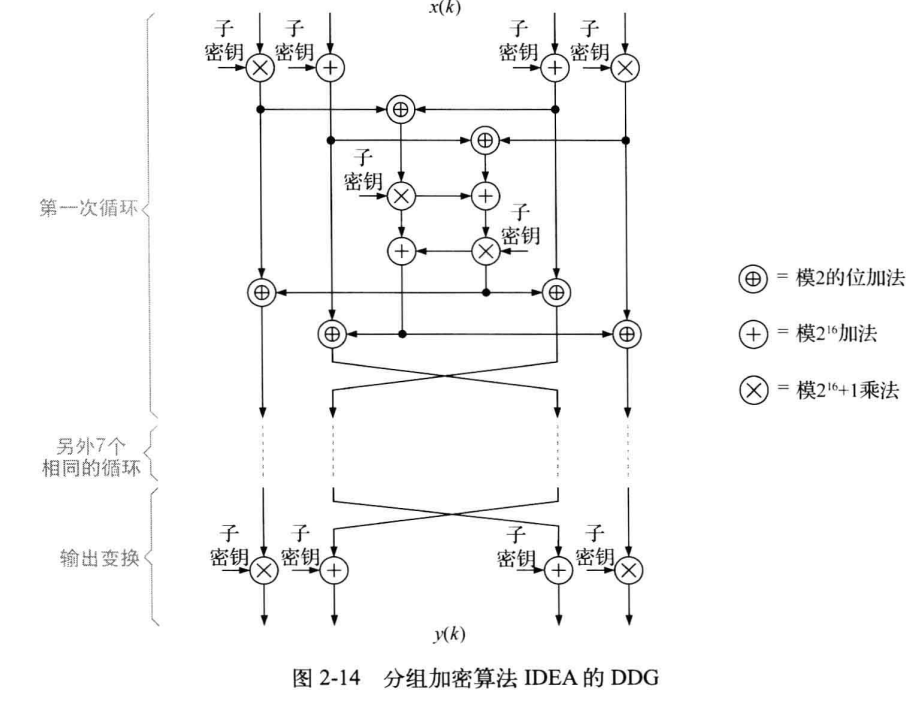 x(k)
子 子 子 子
密钥 密钥 密钥 密钥
子
密钥
第一次循环
子
密钥
= 模2的位加法
= 模2¹⁶加法
= 模2¹⁶+1乘法
另外7个
相同的循环
子 子 子 子
密钥 密钥 密钥 密钥
输出变换
y(k)
图 2-14 分组加密算法 IDEA 的 DDG